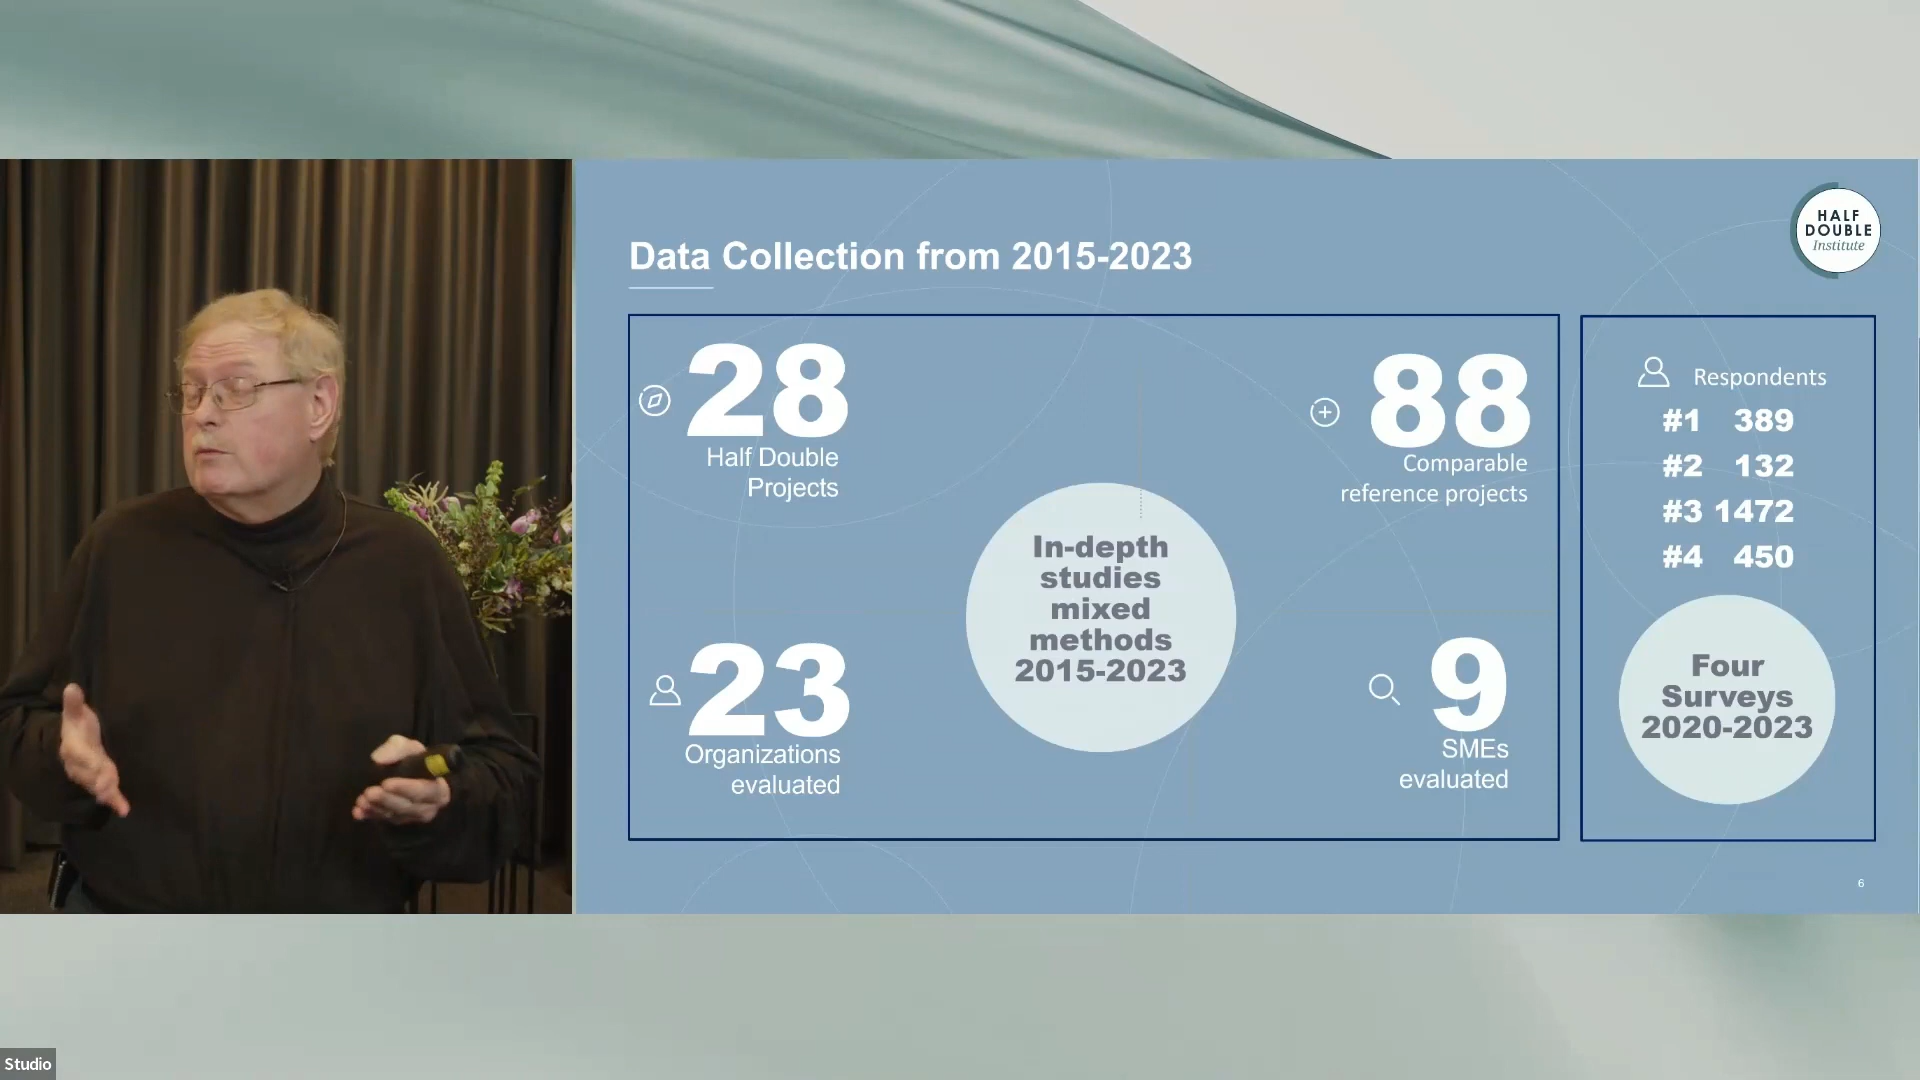 Data Collection from 2015-2023
HALF
DOUBLE
Institute
28
Half Double
Projects
88
Comparable
reference projects
In-depth
studies
mixed
methods
2015-2023
23
Organizations
evaluated
9
SMEs
evaluated
Respondents
#1 389
#2 132
#3 1472
#4 450
Four
Surveys
2020-2023
6
Studio